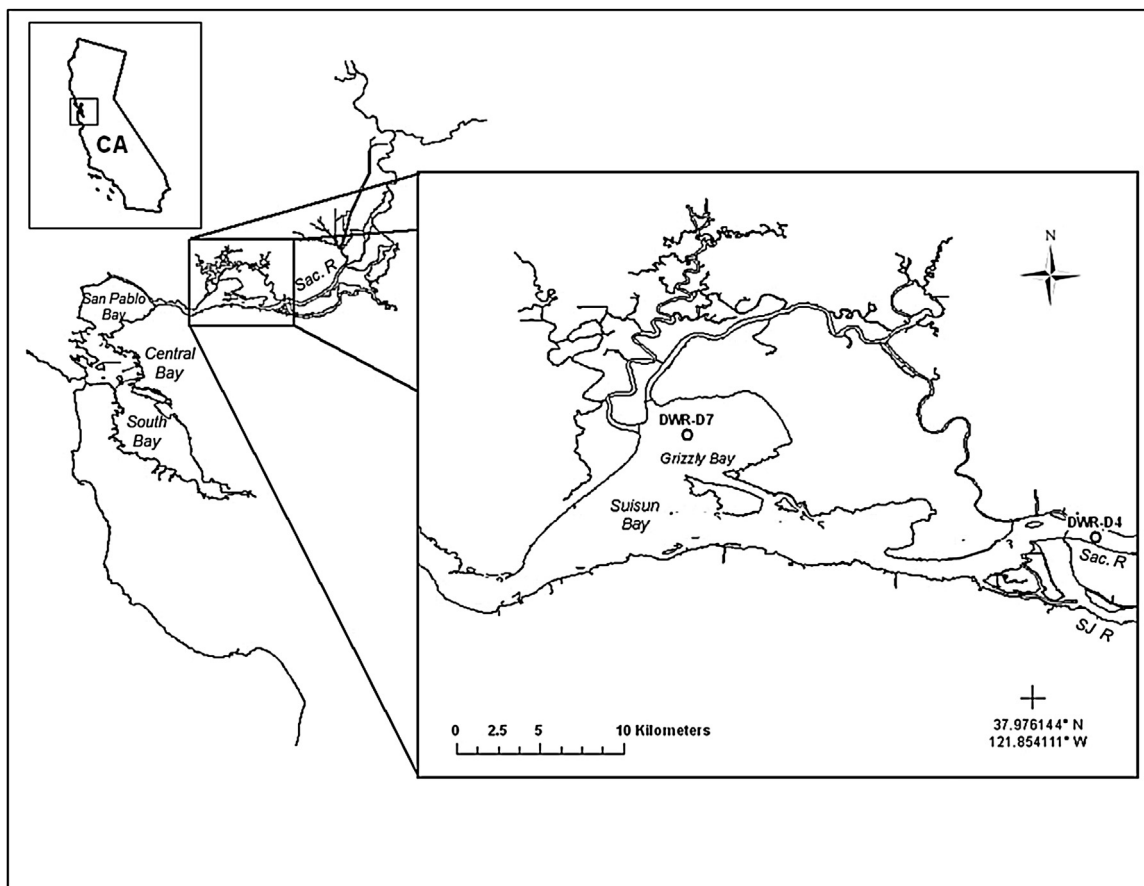 CA
San Pablo
Bay
Central
Bay
South
Bay
Sac. R
N
DWR-D7
Grizzly Bay
Suisun
Bay
DWR-D4
Sac. R
SJ R
0 2.5 5 10 Kilometers
37.976144° N
121.854111° W